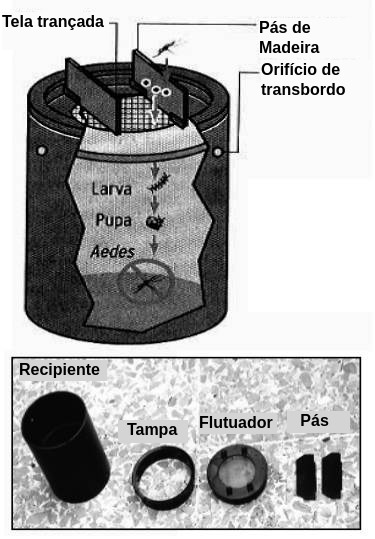 Tela trançada
Pás de
Madeira
Orifício de
transbordo
Larva
Pupa
Aedes
Recipiente
Tampa
Flutuador
Pás